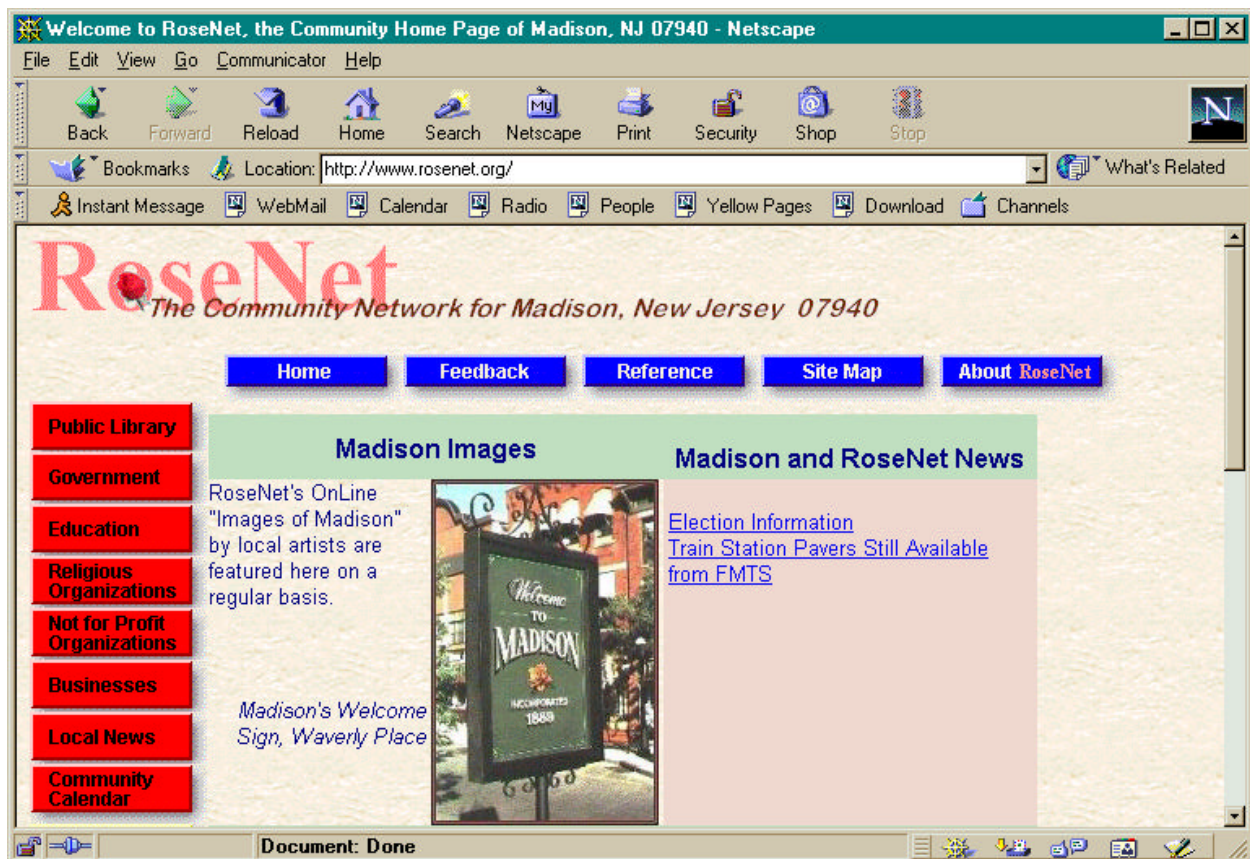 Welcome to RoseNet, the Community Home Page of Madison, NJ 07940 - Netscape
File Edit View Go Communicator Help
Back Forward Reload Home Search My Netscape Print Security Shop Stop N
Bookmarks Location: http://www.rosenet.org/ What's Related
Instant Message WebMail Calendar Radio People Yellow Pages Download Channels
RoseNet
The Community Network for Madison, New Jersey 07940
Home Feedback Reference Site Map About RoseNet
Public Library
Government
Education
Religious
Organizations
Not for Profit
Organizations
Businesses
Local News
Community
Calendar
Madison Images
RoseNet's OnLine
"Images of Madison"
by local artists are
featured here on a
regular basis.
Madison's Welcome
Sign, Waverly Place
Welcome
TO
MADISON
INCORPORATED
1889
Madison and RoseNet News
Election Information
Train Station Pavers Still Available
from FMTS
Document: Done